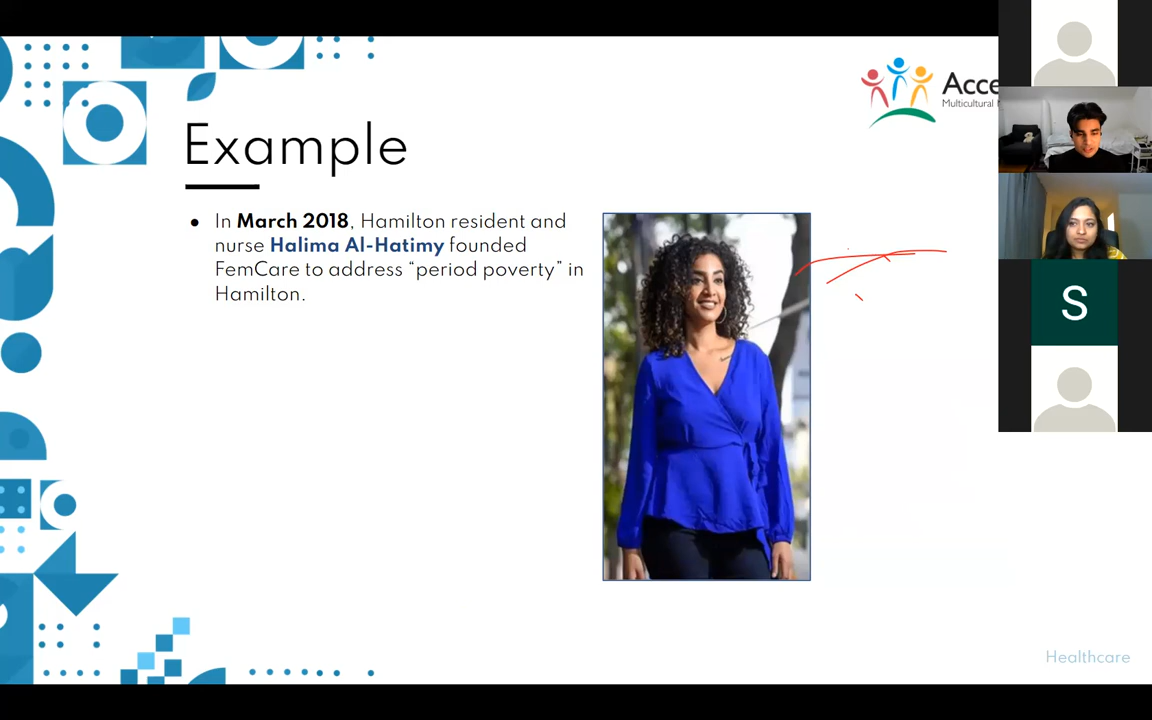 Acce
Multicultural
Example
● In March 2018, Hamilton resident and
nurse Halima Al-Hatimy founded
FemCare to address “period poverty” in
Hamilton.
S
Healthcare